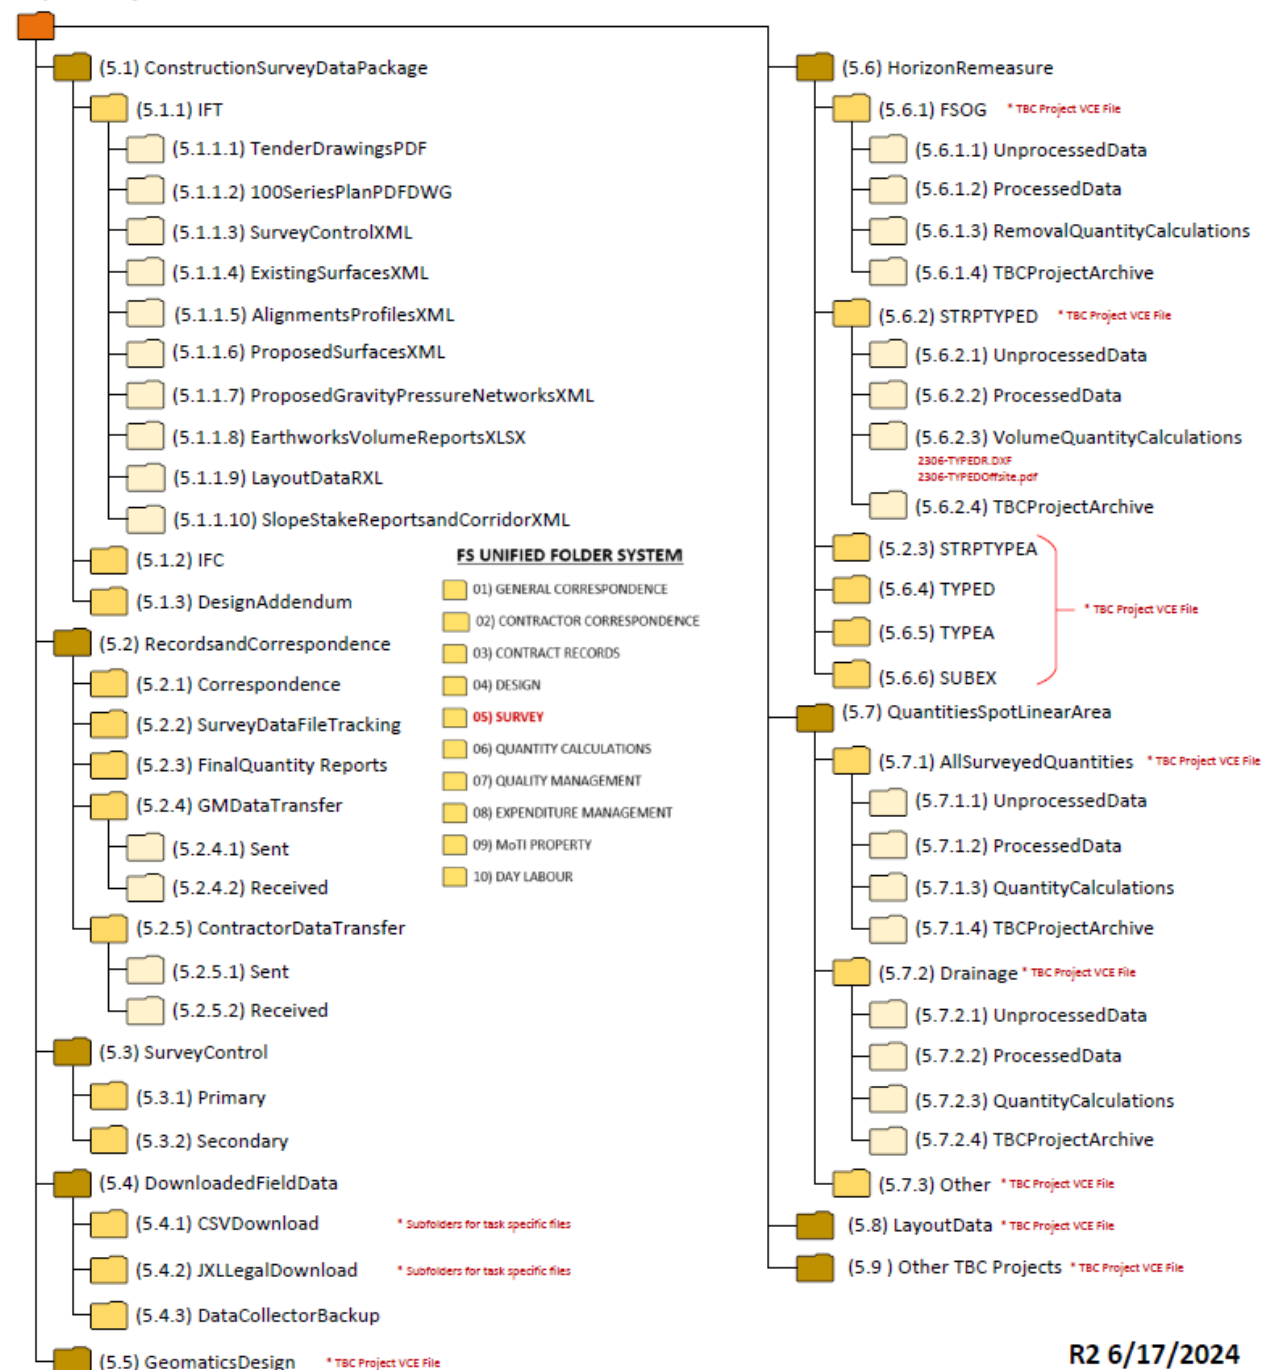 (5.1) ConstructionSurveyDataPackage
(5.1.1) IFT
(5.1.1.1) TenderDrawingsPDF
(5.1.1.2) 100SeriesPlanPDFDWG
(5.1.1.3) SurveyControlXML
(5.1.1.4) ExistingSurfacesXML
(5.1.1.5) AlignmentsProfilesXML
(5.1.1.6) ProposedSurfacesXML
(5.1.1.7) ProposedGravityPressureNetworksXML
(5.1.1.8) EarthworksVolumeReportsXLSX
(5.1.1.9) LayoutDataRXL
(5.1.1.10) SlopeStakeReportsandCorridorXML
(5.1.2) IFC
(5.1.3) DesignAddendum
(5.2) RecordsandCorrespondence
(5.2.1) Correspondence
(5.2.2) SurveyDataFileTracking
(5.2.3) FinalQuantity Reports
(5.2.4) GMDataTransfer
(5.2.4.1) Sent
(5.2.4.2) Received
(5.2.5) ContractorDataTransfer
(5.2.5.1) Sent
(5.2.5.2) Received
(5.3) SurveyControl
(5.3.1) Primary
(5.3.2) Secondary
(5.4) DownloadedFieldData
(5.4.1) CSVDownload * Subfolders for task specific files
(5.4.2) JXLLegalDownload * Subfolders for task specific files
(5.4.3) DataCollectorBackup
(5.5) GeomaticsDesign * TBC Project VCE File
FS UNIFIED FOLDER SYSTEM
01) GENERAL CORRESPONDENCE
02) CONTRACTOR CORRESPONDENCE
03) CONTRACT RECORDS
04) DESIGN
05) SURVEY
06) QUANTITY CALCULATIONS
07) QUALITY MANAGEMENT
08) EXPENDITURE MANAGEMENT
09) MoTI PROPERTY
10) DAY LABOUR
(5.6) HorizonRemeasure
(5.6.1) FSOG * TBC Project VCE File
(5.6.1.1) UnprocessedData
(5.6.1.2) ProcessedData
(5.6.1.3) RemovalQuantityCalculations
(5.6.1.4) TBCProjectArchive
(5.6.2) STRPTYPED * TBC Project VCE File
(5.6.2.1) UnprocessedData
(5.6.2.2) ProcessedData
(5.6.2.3) VolumeQuantityCalculations
2306-TYPEDR.DXF
2306-TYPEDOffsite.pdf
(5.6.2.4) TBCProjectArchive
(5.2.3) STRPTYPEA
(5.6.4) TYPED
* TBC Project VCE File
(5.6.5) TYPEA
(5.6.6) SUBEX
(5.7) QuantitiesSpotLinearArea
(5.7.1) AllSurveyedQuantities * TBC Project VCE File
(5.7.1.1) UnprocessedData
(5.7.1.2) ProcessedData
(5.7.1.3) QuantityCalculations
(5.7.1.4) TBCProjectArchive
(5.7.2) Drainage * TBC Project VCE File
(5.7.2.1) UnprocessedData
(5.7.2.2) ProcessedData
(5.7.2.3) QuantityCalculations
(5.7.2.4) TBCProjectArchive
(5.7.3) Other * TBC Project VCE File
(5.8) LayoutData * TBC Project VCE File
(5.9 ) Other TBC Projects * TBC Project VCE File
R2 6/17/2024